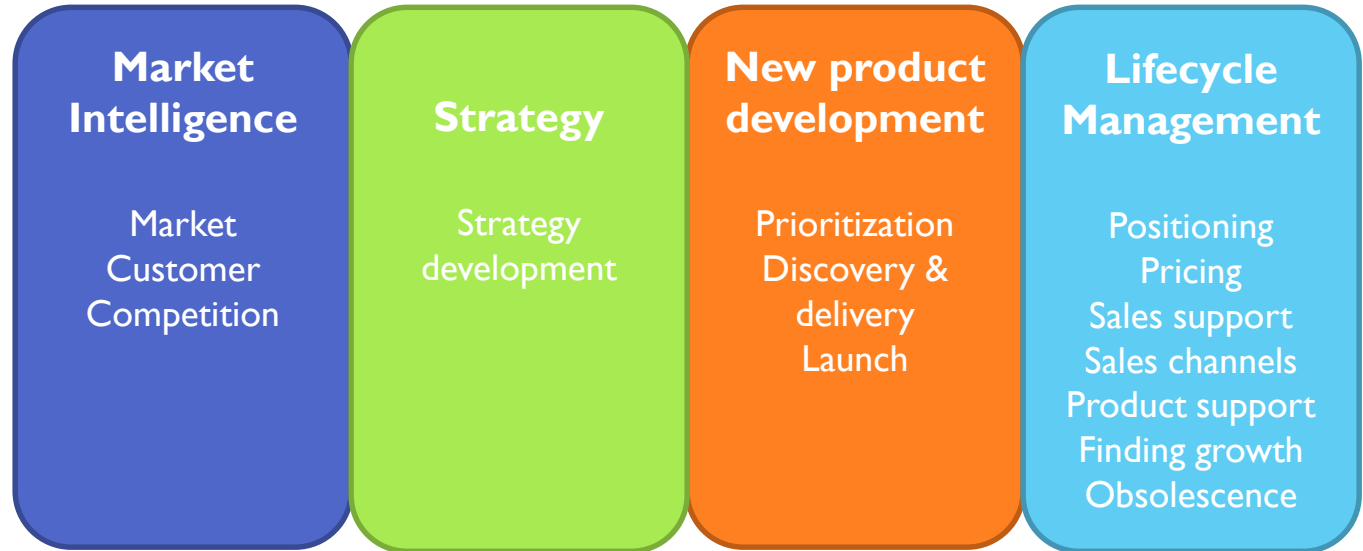 Market
Intelligence
Market
Customer
Competition
Strategy
Strategy
development
New product
development
Prioritization
Discovery &
delivery
Launch
Lifecycle
Management
Positioning
Pricing
Sales support
Sales channels
Product support
Finding growth
Obsolescence